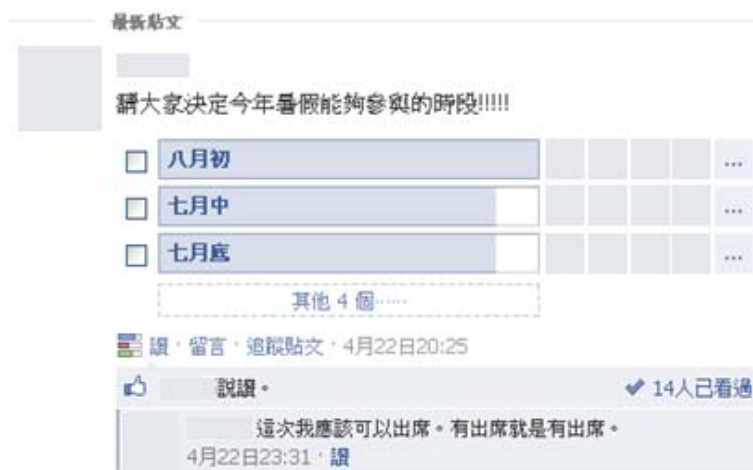 最新貼文
請大家決定今年暑假能夠參與的時段!!!!!
八月初 ...
七月中 ...
七月底 ...
其他 4 個······
讚 · 留言 · 追蹤貼文 · 4月22日20:25
說讚。 14人已看過
這次我應該可以出席。有出席就是有出席。
4月22日23:31 · 讚